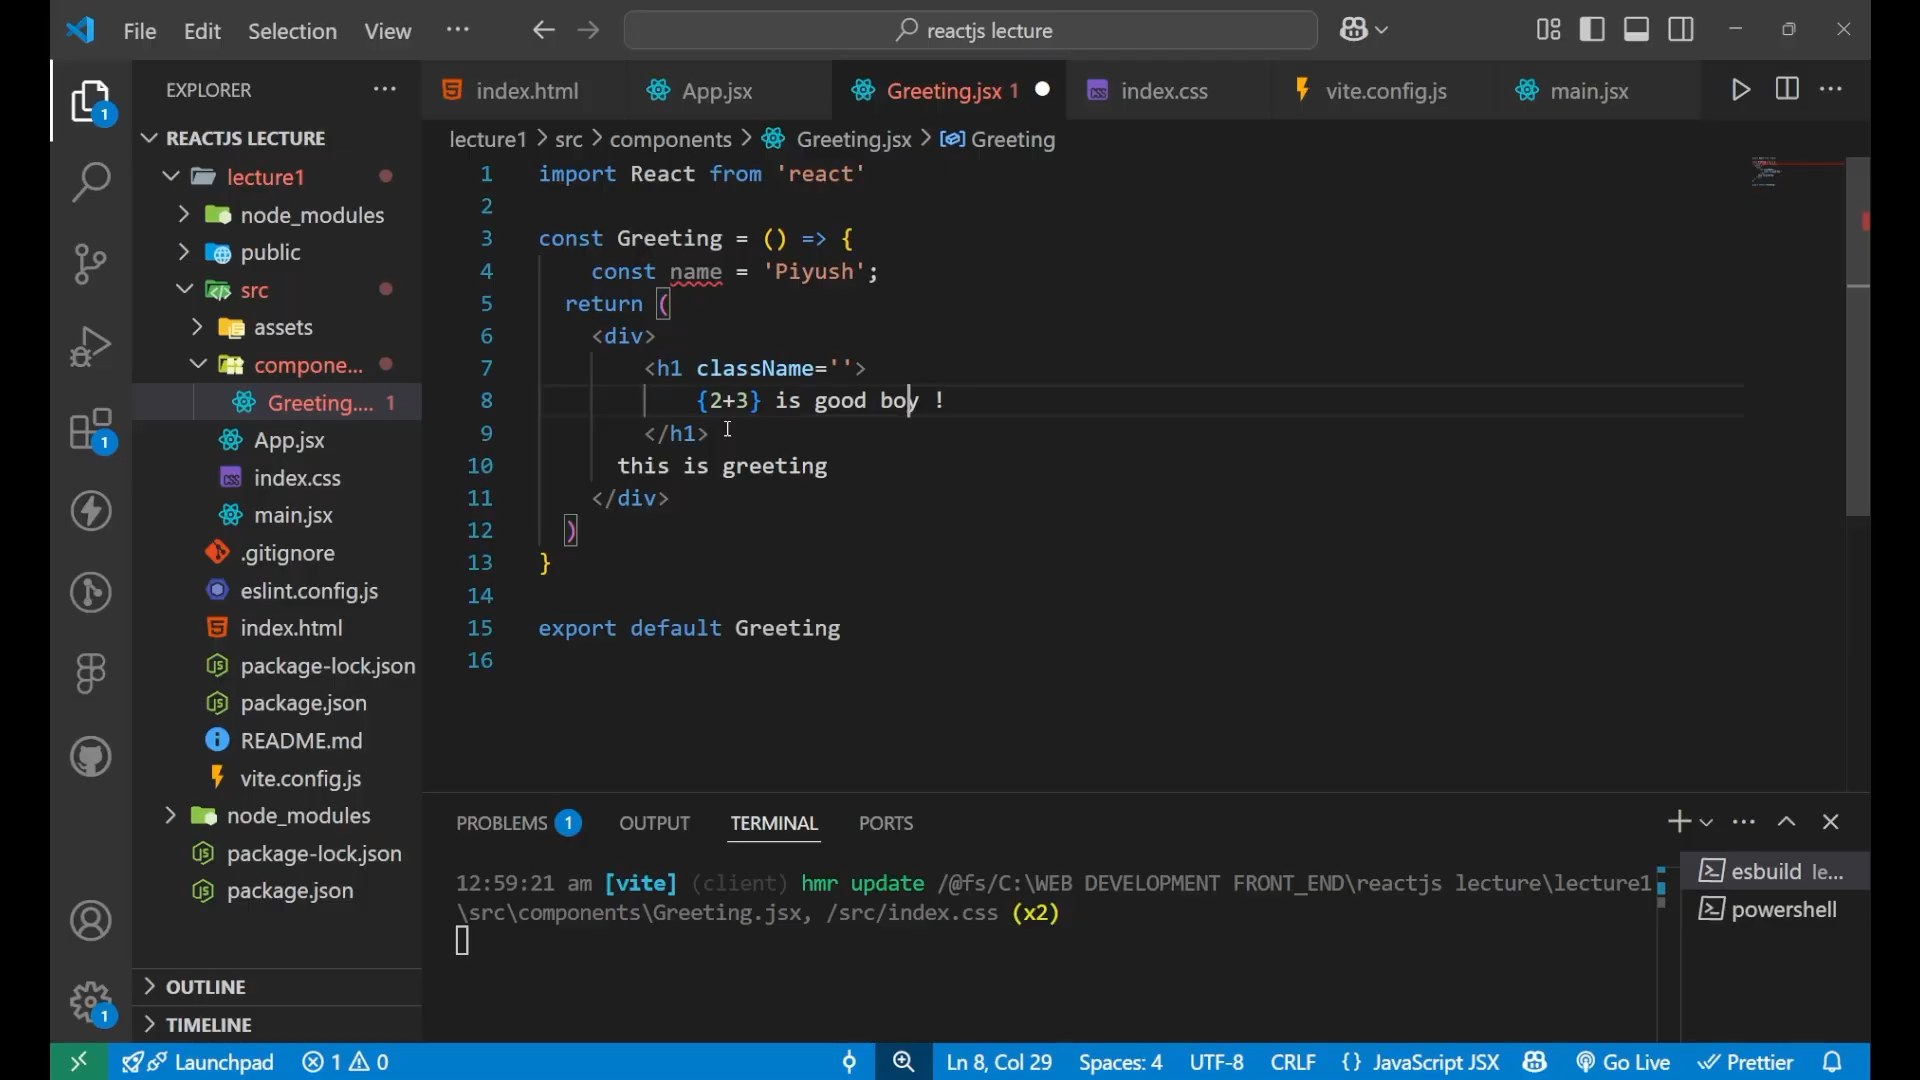 File Edit Selection View ··· reactjs lecture
EXPLORER ···
REACTJS LECTURE
lecture1
node_modules
public
src
assets
compone...
Greeting.... 1
App.jsx
index.css
main.jsx
.gitignore
eslint.config.js
index.html
package-lock.json
package.json
README.md
vite.config.js
node_modules
package-lock.json
package.json
OUTLINE
TIMELINE
1
1
1
index.html App.jsx Greeting.jsx 1 index.css vite.config.js main.jsx
lecture1 > src > components > Greeting.jsx > Greeting
1 import React from 'react'
2
3 const Greeting = () => {
4 const name = 'Piyush';
5 return (
6 <div>
7 <h1 className=''>
8 {2+3} is good boy !
9 </h1>
10 this is greeting
11 </div>
12 )
13 }
14
15 export default Greeting
16
PROBLEMS 1 OUTPUT TERMINAL PORTS
12:59:21 am [vite] (client) hmr update /@fs/C:\WEB DEVELOPMENT FRONT_END\reactjs lecture\lecture1
\src\components\Greeting.jsx, /src/index.css (x2)
esbuild le...
powershell
Launchpad 1 0 Ln 8, Col 29 Spaces: 4 UTF-8 CRLF {} JavaScript JSX Go Live Prettier